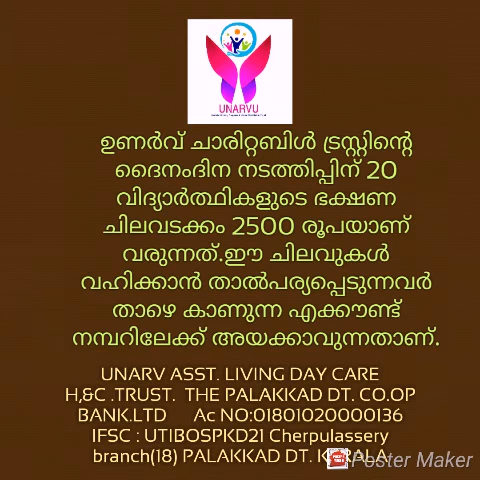 UNARVU
ഉണർവ് ചാരിറ്റബിൾ ട്രസ്റ്റിന്റെ
ദൈനംദിന നടത്തിപ്പിന് 20
വിദ്യാർത്ഥികളുടെ ഭക്ഷണ
ചിലവടക്കം 2500 രൂപയാണ്
വരുന്നത്.ഈ ചിലവുകൾ
വഹിക്കാൻ താൽപര്യപ്പെടുന്നവർ
താഴെ കാണുന്ന എക്കൗണ്ട്
നമ്പറിലേക്ക് അയക്കാവുന്നതാണ്.
UNARV ASST. LIVING DAY CARE
H,&C .TRUST. THE PALAKKAD DT. CO.OP
BANK.LTD Ac NO:01801020000136
IFSC : UTIBOSPKD21 Cherpulassery
branch(18) PALAKKAD DT. KERALA
Poster Maker